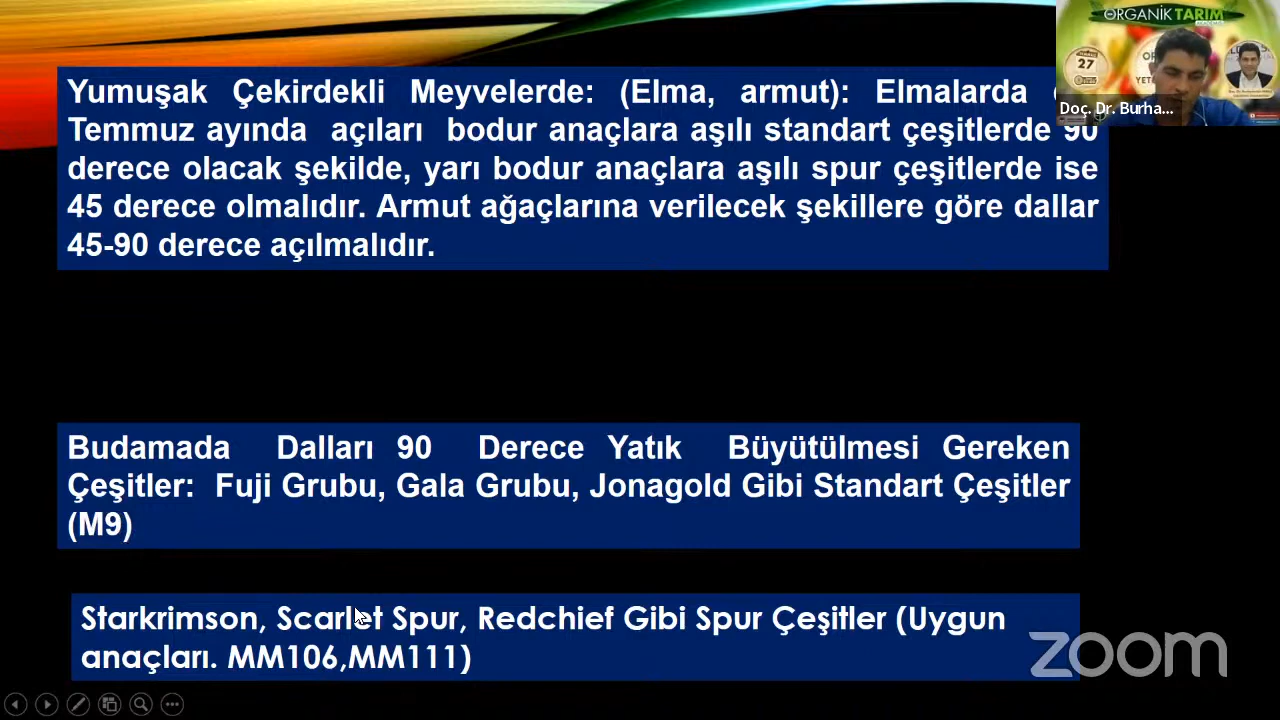 ORGANİK TARIM
27
Doç. Dr. Burha...
Yumuşak Çekirdekli Meyvelerde: (Elma, armut): Elmalarda
Temmuz ayında açıları bodur anaçlara aşılı standart çeşitlerde 90
derece olacak şekilde, yarı bodur anaçlara aşılı spur çeşitlerde ise
45 derece olmalıdır. Armut ağaçlarına verilecek şekillere göre dallar
45-90 derece açılmalıdır.
Budamada Dalları 90 Derece Yatık Büyütülmesi Gereken
Çeşitler: Fuji Grubu, Gala Grubu, Jonagold Gibi Standart Çeşitler
(M9)
Starkrimson, Scarlet Spur, Redchief Gibi Spur Çeşitler (Uygun
anaçları. MM106,MM111)
zoom